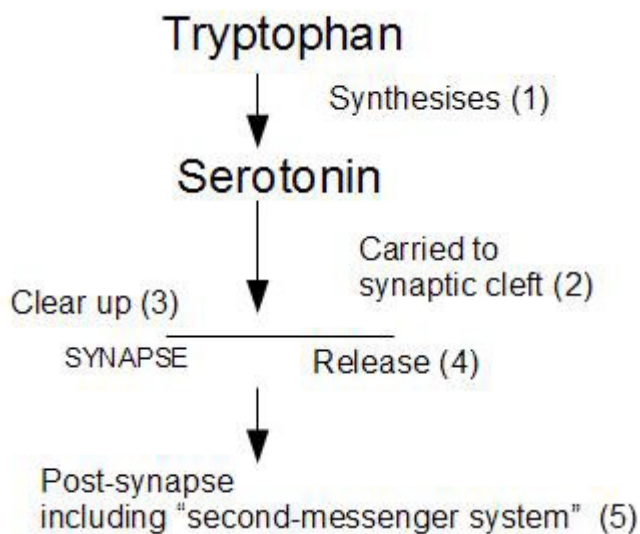 Tryptophan
Synthesises (1)
Serotonin
Carried to
synaptic cleft (2)
Clear up (3)
SYNAPSE
Release (4)
Post-synapse
including “second-messenger system” (5)